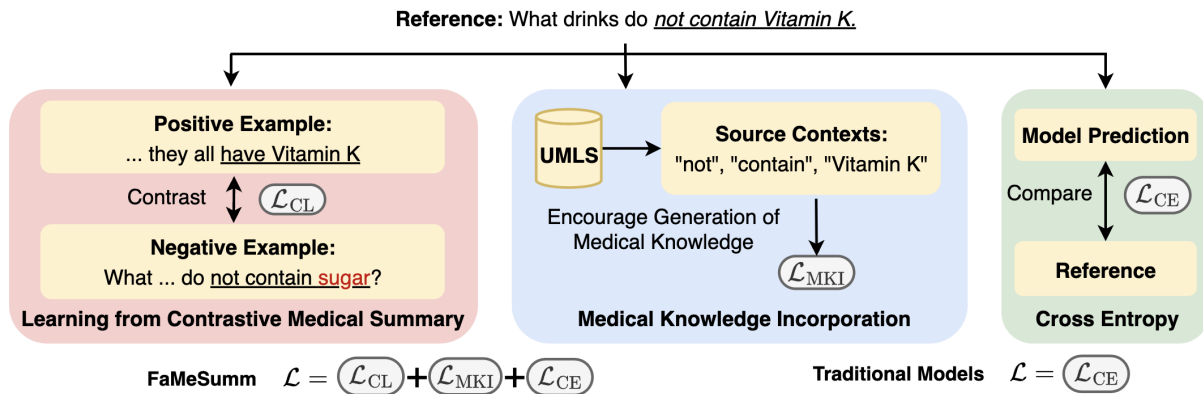 Reference: What drinks do not contain Vitamin K.
Positive Example:
... they all have Vitamin K
Contrast
ℒCL
Negative Example:
What ... do not contain sugar?
Learning from Contrastive Medical Summary
UMLS
Source Contexts:
"not", "contain", "Vitamin K"
Encourage Generation of
Medical Knowledge
ℒMKI
Medical Knowledge Incorporation
Model Prediction
Compare
ℒCE
Reference
Cross Entropy
FaMeSumm ℒ = ℒCL + ℒMKI + ℒCE
Traditional Models ℒ = ℒCE